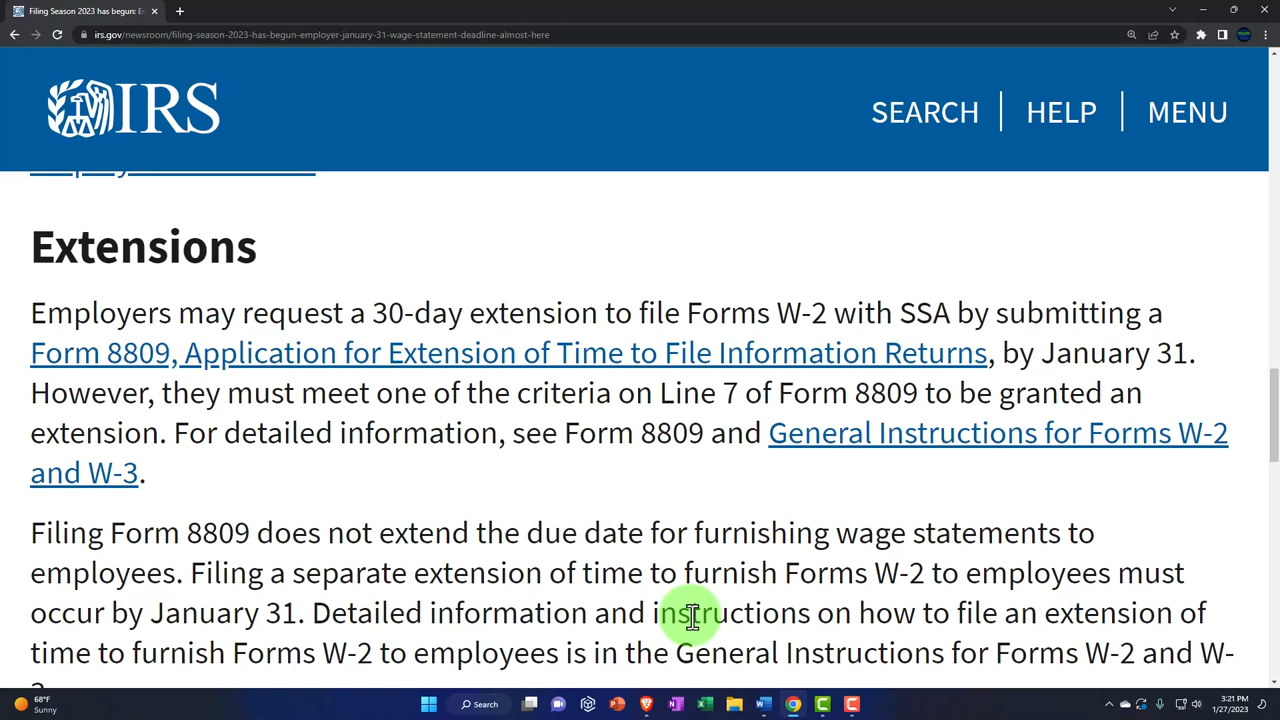 Filing Season 2023 has begun: E
irs.gov/newsroom/filing-season-2023-has-begun-employer-january-31-wage-statement-deadline-almost-here
IRS
SEARCH
HELP
MENU
Extensions
Employers may request a 30-day extension to file Forms W-2 with SSA by submitting a
Form 8809, Application for Extension of Time to File Information Returns, by January 31.
However, they must meet one of the criteria on Line 7 of Form 8809 to be granted an
extension. For detailed information, see Form 8809 and General Instructions for Forms W-2
and W-3.
Filing Form 8809 does not extend the due date for furnishing wage statements to
employees. Filing a separate extension of time to furnish Forms W-2 to employees must
occur by January 31. Detailed information and instructions on how to file an extension of
time to furnish Forms W-2 to employees is in the General Instructions for Forms W-2 and W-
68°F
Sunny
Search
3:21 PM
1/27/2023